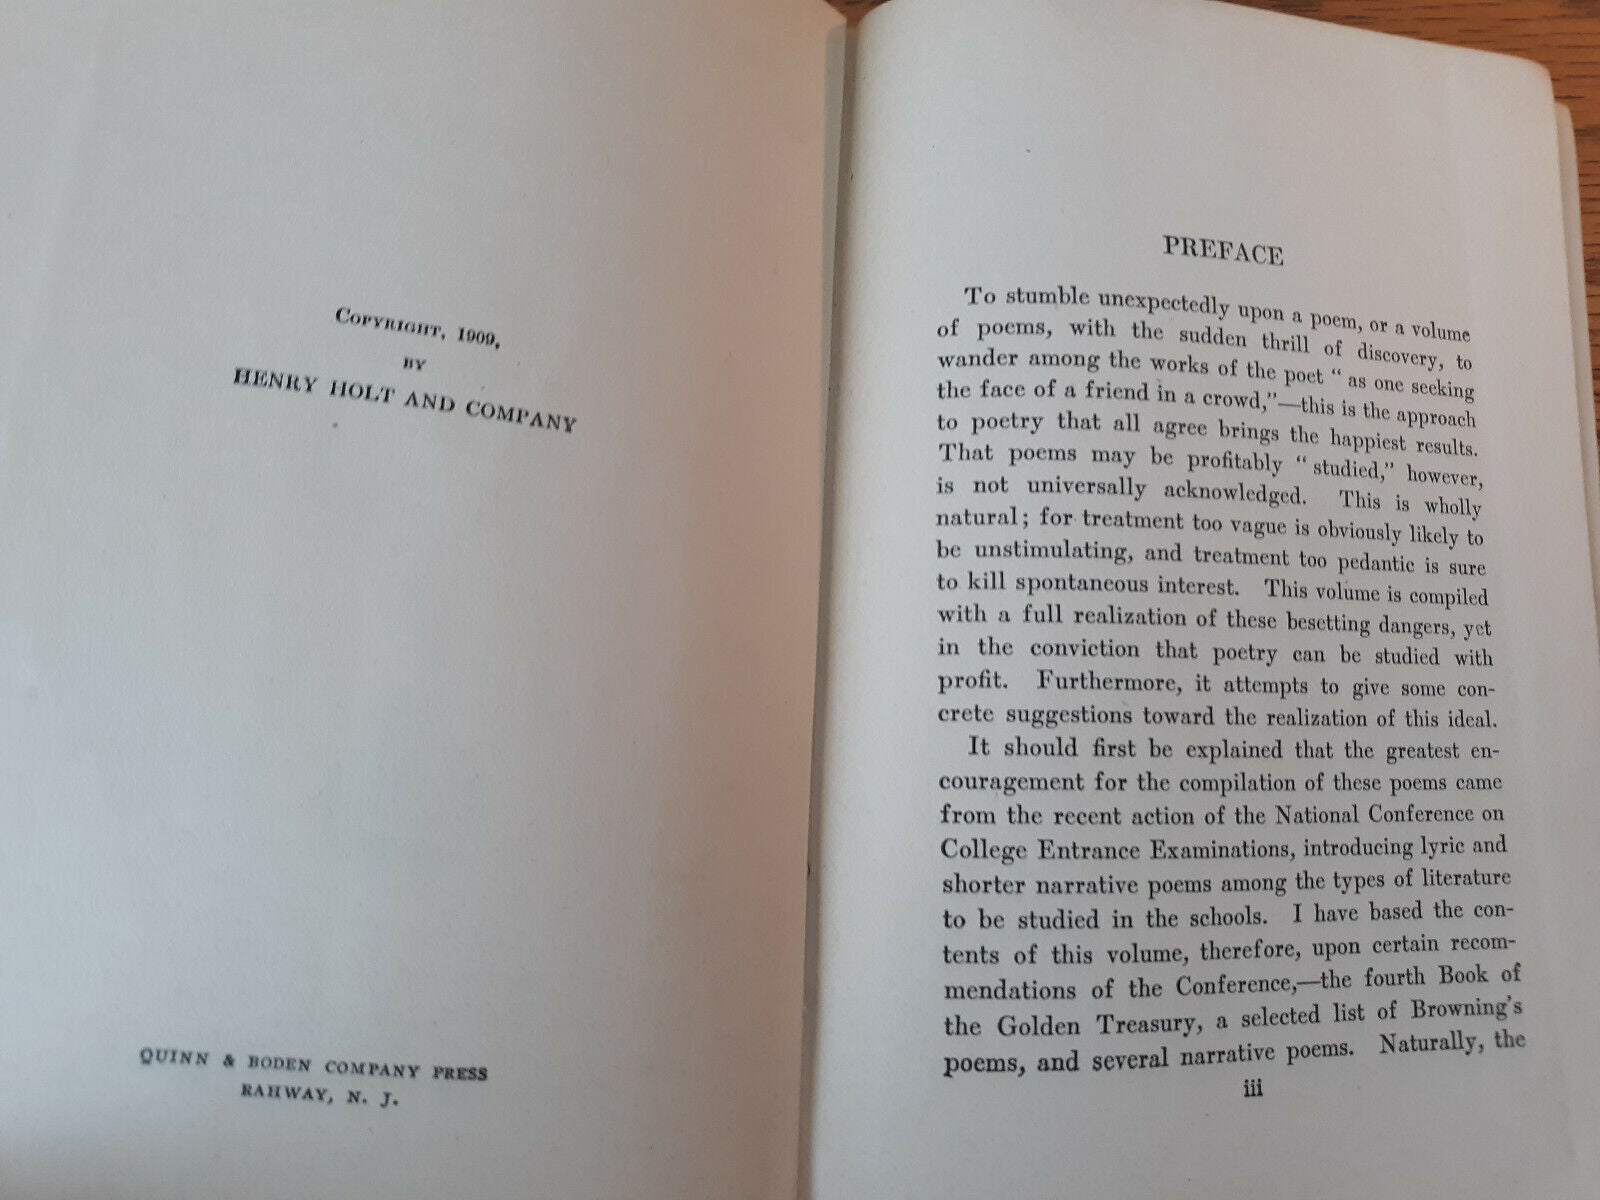 COPYRIGHT, 1909,
BY
HENRY HOLT AND COMPANY
QUINN & BODEN COMPANY PRESS
RAHWAY, N. J.
PREFACE
To stumble unexpectedly upon a poem, or a volume
of poems, with the sudden thrill of discovery, to
wander among the works of the poet " as one seeking
the face of a friend in a crowd,"—this is the approach
to poetry that all agree brings the happiest results.
That poems may be profitably " studied," however,
is not universally acknowledged. This is wholly
natural; for treatment too vague is obviously likely to
be unstimulating, and treatment too pedantic is sure
to kill spontaneous interest. This volume is compiled
with a full realization of these besetting dangers, yet
in the conviction that poetry can be studied with
profit. Furthermore, it attempts to give some con-
crete suggestions toward the realization of this ideal.
It should first be explained that the greatest en-
couragement for the compilation of these poems came
from the recent action of the National Conference on
College Entrance Examinations, introducing lyric and
shorter narrative poems among the types of literature
to be studied in the schools. I have based the con-
tents of this volume, therefore, upon certain recom-
mendations of the Conference,—the fourth Book of
the Golden Treasury, a selected list of Browning's
poems, and several narrative poems. Naturally, the
iii